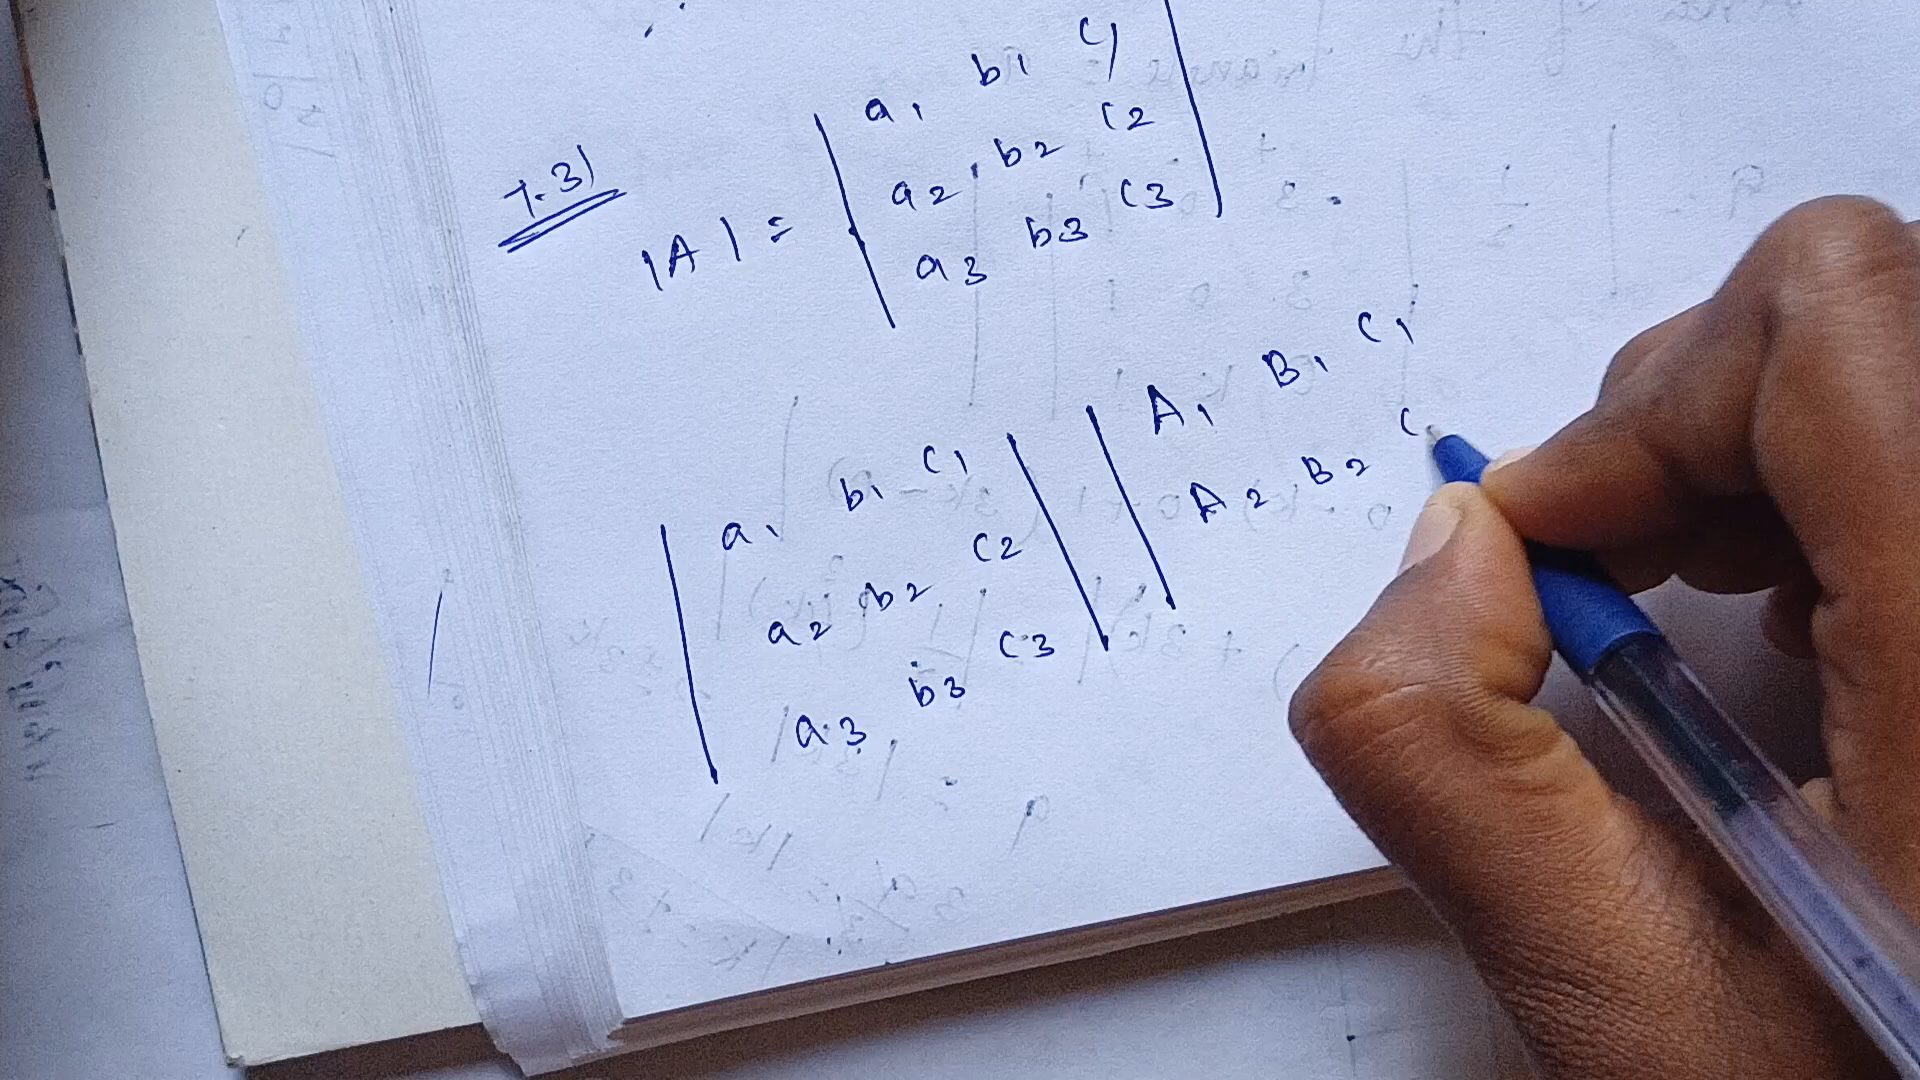 7.31
|A| = | a1 b1 c1 |
| a2 b2 c2 |
| a3 b3 c3 |
| a1 b1 c1 | | A1 B1 C1
| a2 b2 c2 | | A2 B2 C
| a3 b3 c3 |